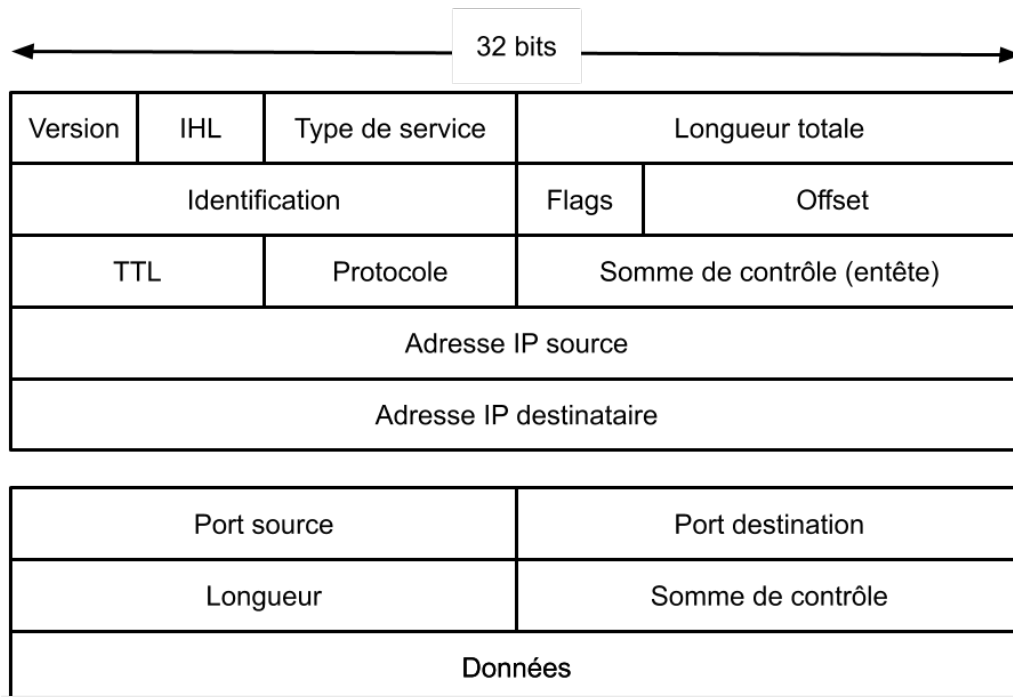 32 bits
Version IHL Type de service Longueur totale
Identification Flags Offset
TTL Protocole Somme de contrôle (entête)
Adresse IP source
Adresse IP destinataire
Port source Port destination
Longueur Somme de contrôle
Données